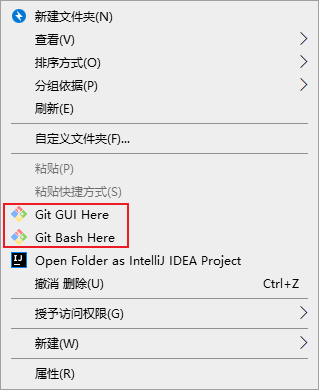 新建文件夹(N)
查看(V)
排序方式(O)
分组依据(P)
刷新(E)
自定义文件夹(F)...
粘贴(P)
粘贴快捷方式(S)
Git GUI Here
Git Bash Here
Open Folder as IntelliJ IDEA Project
撤消 删除(U) Ctrl+Z
授予访问权限(G)
新建(W)
属性(R)